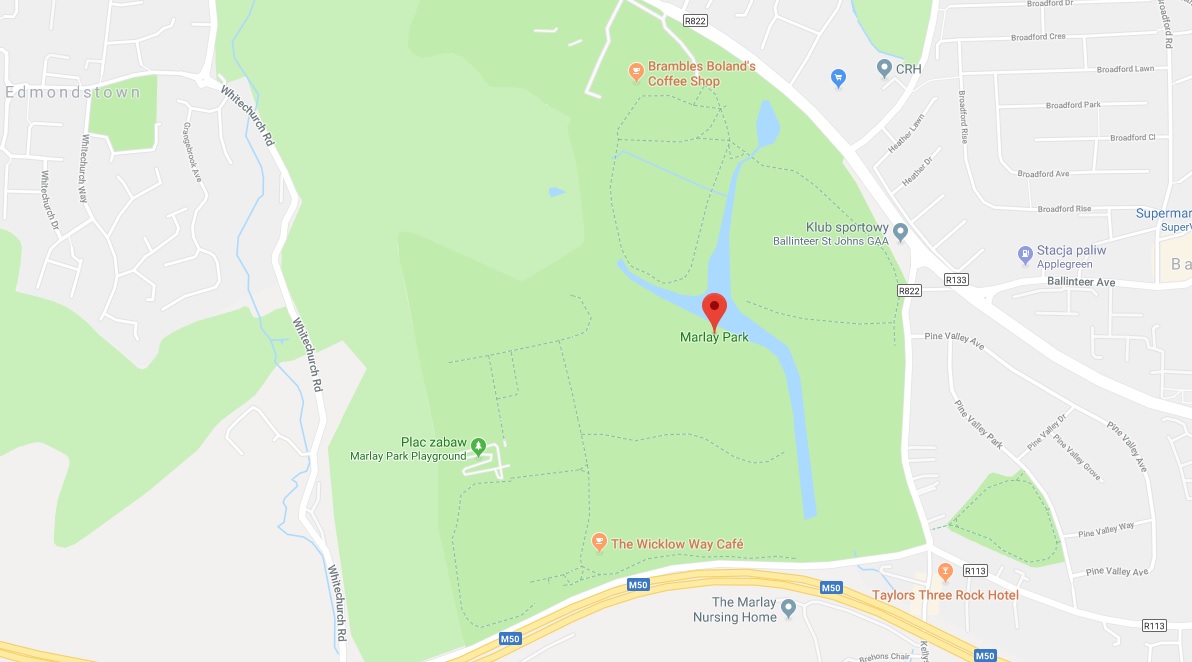 Broadford Dr
R822
Broadford Rd
Broadford Cres
Brambles Boland's
Coffee Shop
CRH
Broadford Lawn
Edmondstown
Whitechurch Rd
Broadford Park
Broadford Rise
Heather Lawn
Broadford Cl
Grangebrook Ave
Whitechurch Way
Whitechurch Dr
Heather Dr
Broadford Ave
Broadford Rise
Supermar
SuperV
Klub sportowy
Ballinteer St Johns GAA
Stacja paliw
Applegreen
Ba
R133
R822
Ballinteer Ave
Marlay Park
Pine Valley Ave
Whitechurch Rd
Pine Valley Park
Pine Valley Dr
Pine Valley Grove
Pine Valley Ave
Plac zabaw
Marlay Park Playground
Pine Valley Way
The Wicklow Way Café
Whitechurch Rd
M50
M50
R113
Pine Valley Ave
Taylors Three Rock Hotel
The Marlay
Nursing Home
R113
M50
Kelly
Brehons Chair
M50